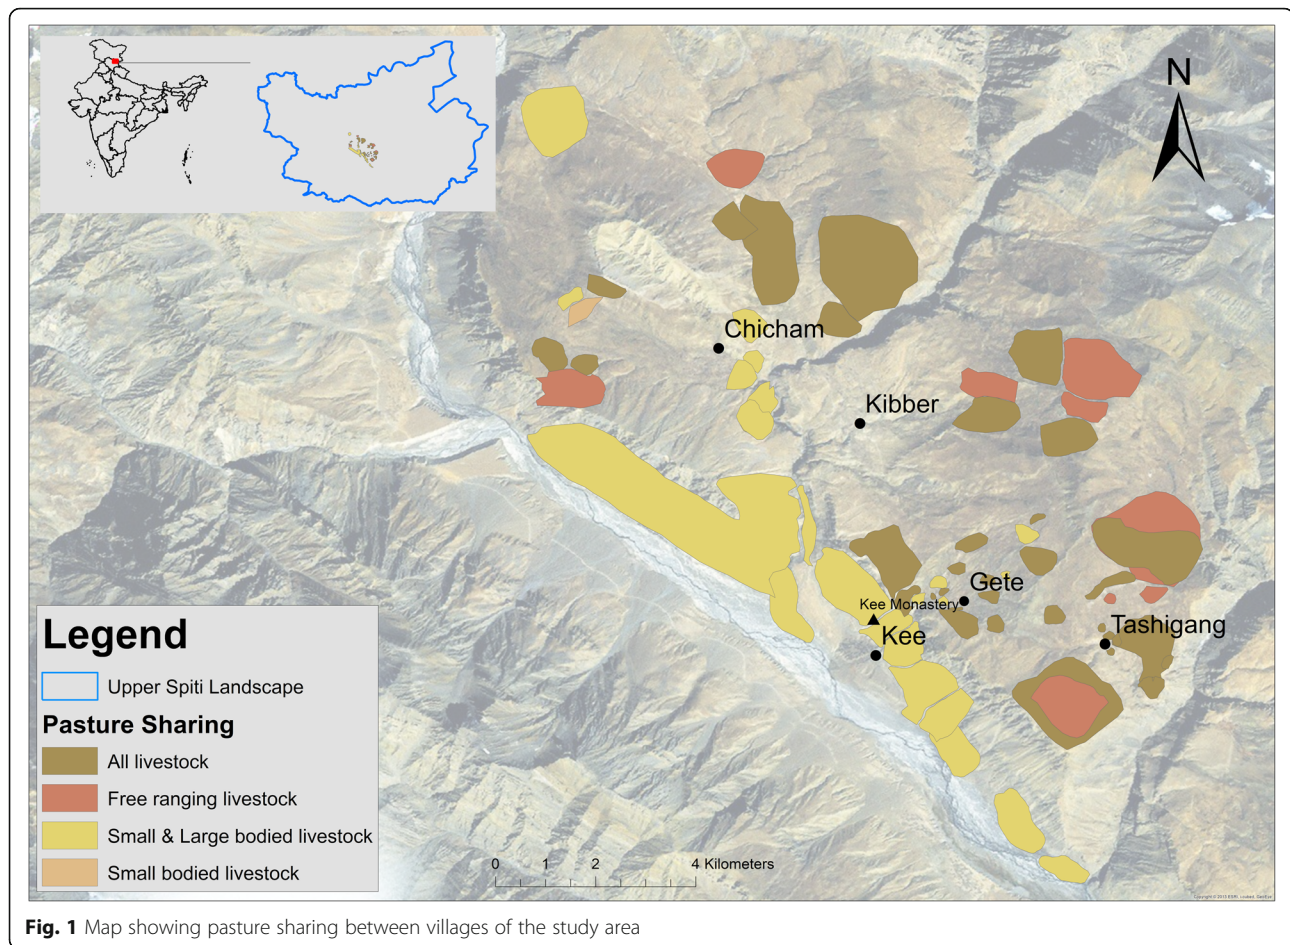 N
Chicham
Kibber
Gete
Kee Monastery
Tashigang
Kee
Legend
Upper Spiti Landscape
Pasture Sharing
All livestock
Free ranging livestock
Small & Large bodied livestock
Small bodied livestock
0 1 2 4 Kilometers
Fig. 1 Map showing pasture sharing between villages of the study area